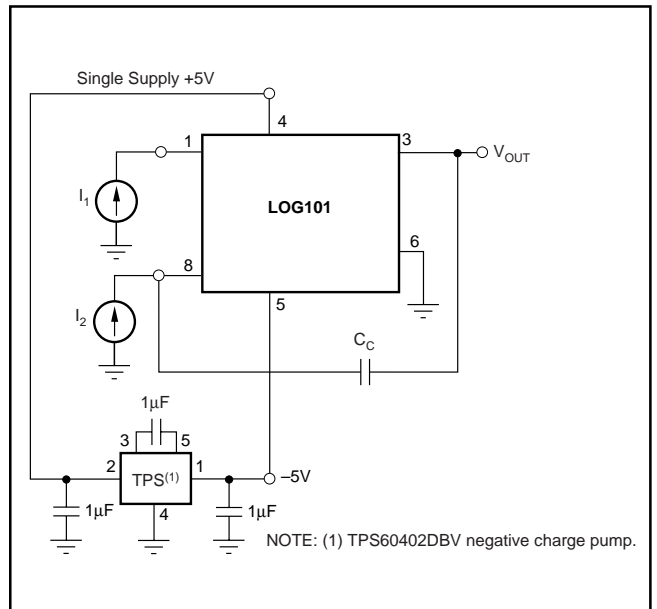 Single Supply +5V
4
1
3
V_OUT
I_1
LOG101
6
8
I_2
5
C_C
1µF
3 5
2
TPS(1)
1
–5V
1µF
4
1µF
NOTE: (1) TPS60402DBV negative charge pump.